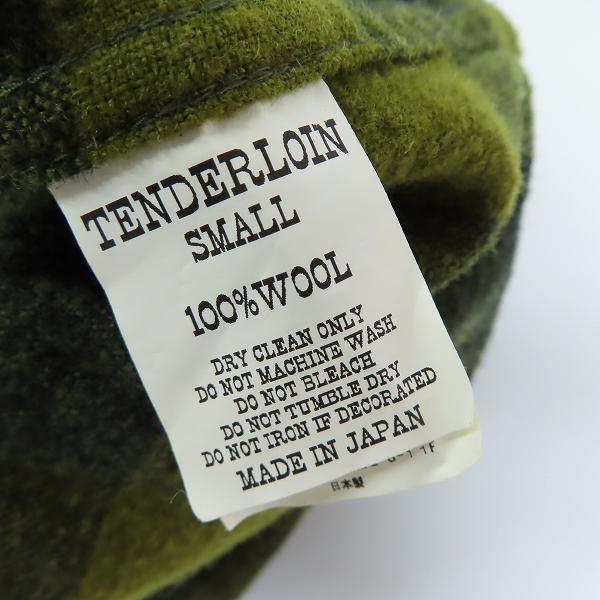 TENDERLOIN
SMALL
100% WOOL
DRY CLEAN ONLY
DO NOT MACHINE WASH
DO NOT BLEACH
DO NOT TUMBLE DRY
DO NOT IRON IF DECORATED
MADE IN JAPAN
日本製